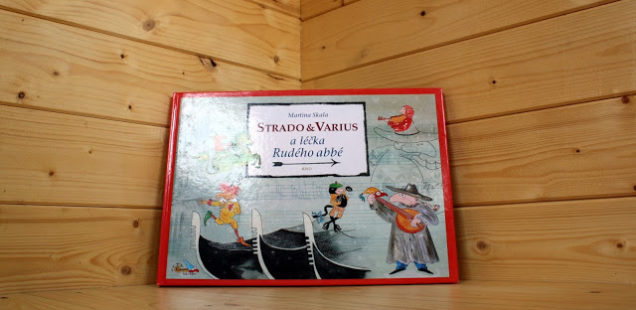 Martina Skala
STRADO & VARIUS
a léčka
Rudého abbé